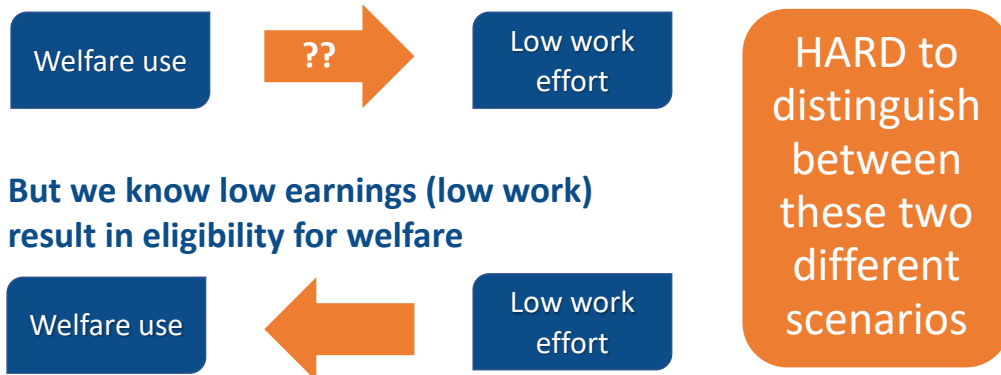 Welfare use
??
Low work
effort
HARD to
distinguish
between
these two
different
scenarios
But we know low earnings (low work)
result in eligibility for welfare
Welfare use
Low work
effort